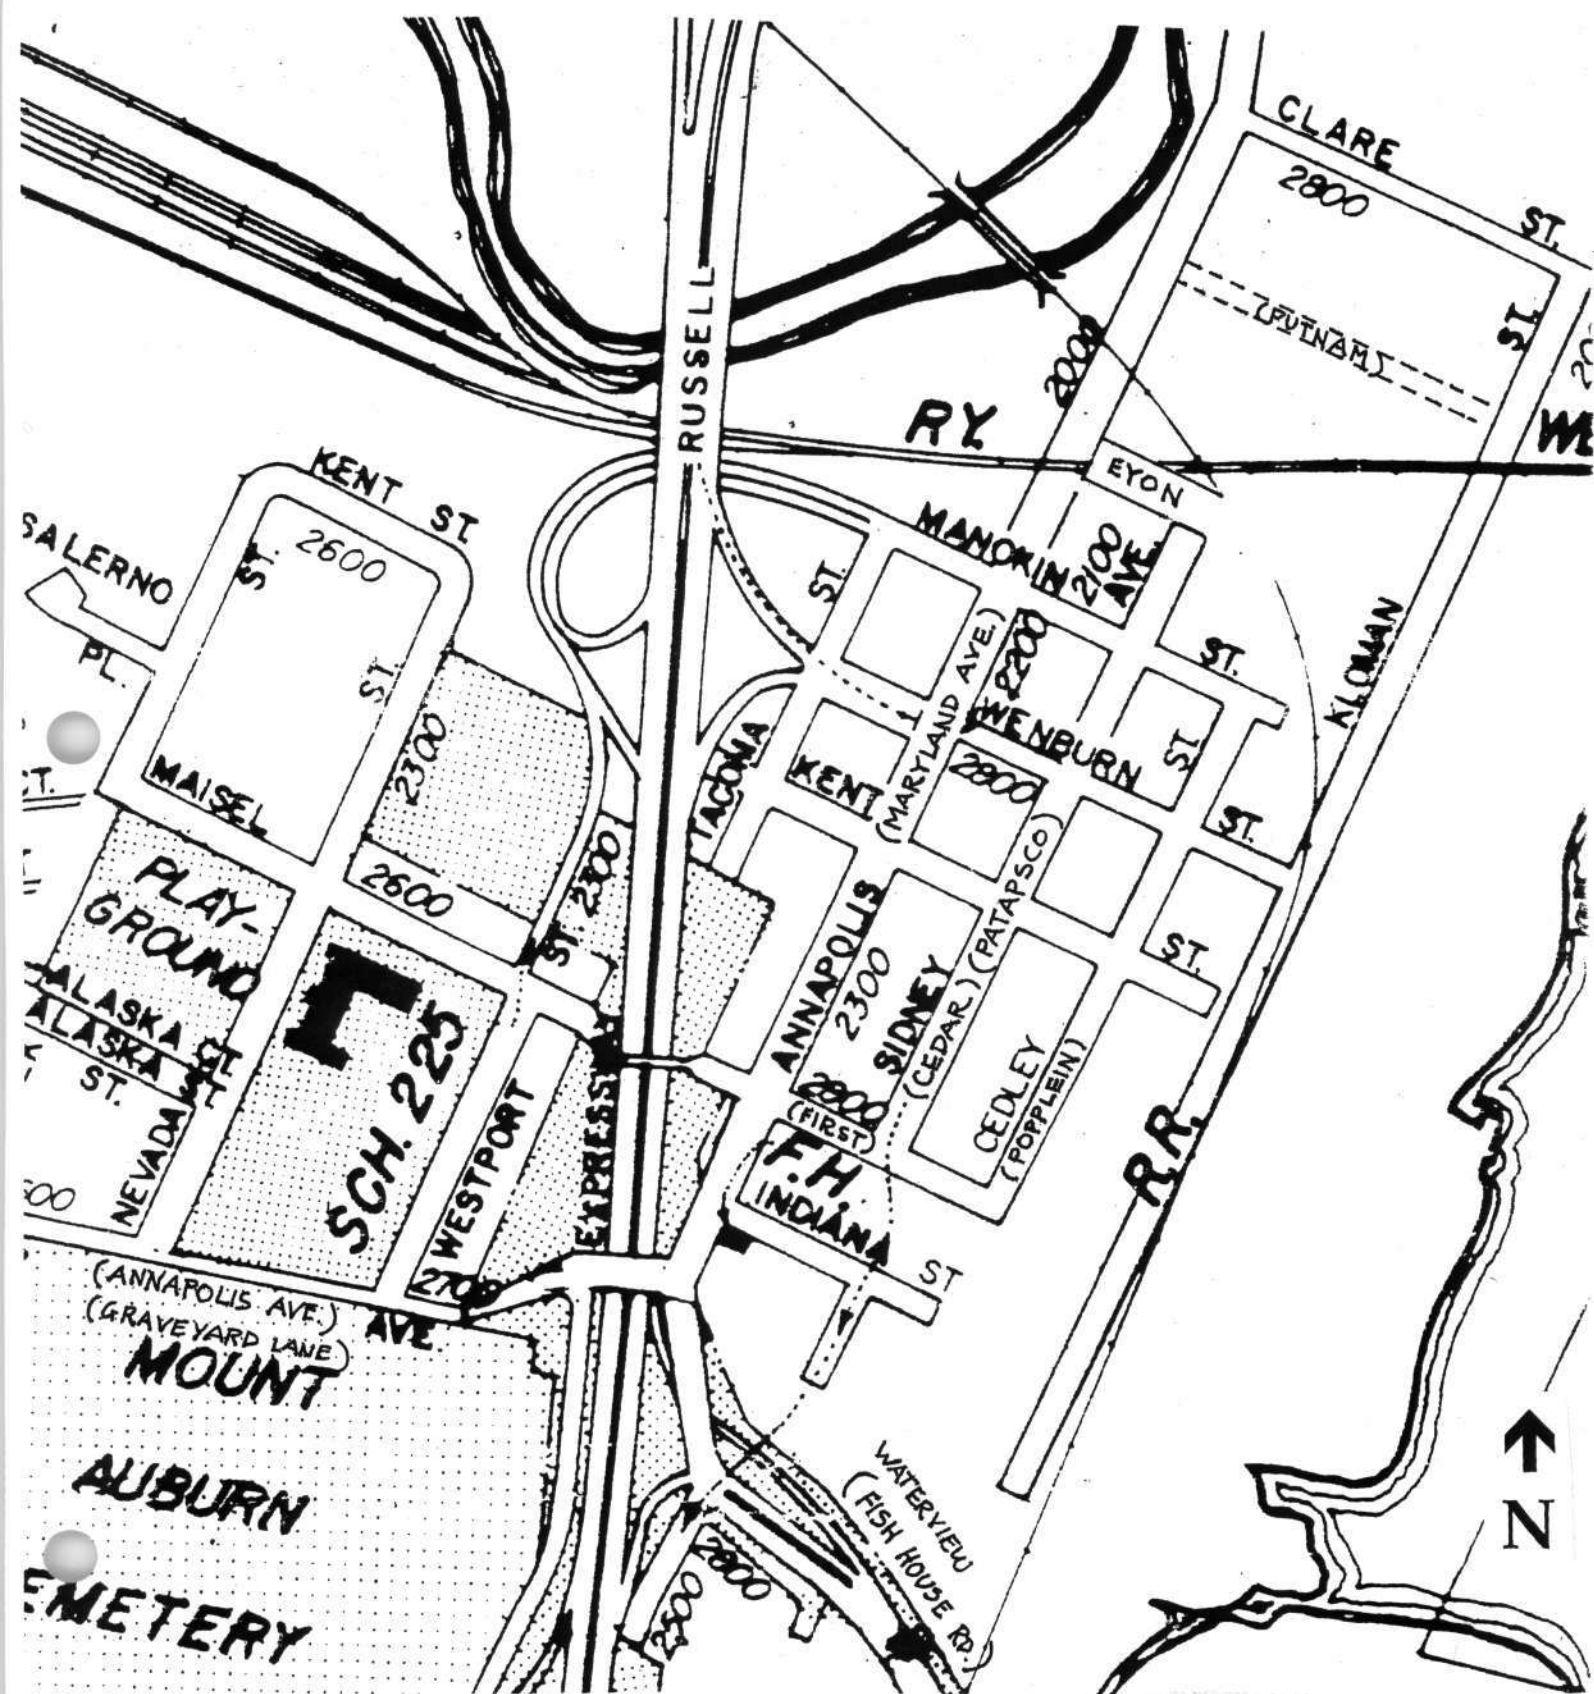 CLARE
ST.
2800
(PUTNAM)
ST.
RUSSELL
2000
RY.
EYON
KENT ST.
2600
ST.
SALERNO
PL.
MANOKIN
2100
AVE.
ST.
ST.
ST.
2300
KLOMAN
(MARYLAND AVE.)
2200
WENBURN
ST.
ST.
TACOMA
KENT
2800
MAISEL
2600
ST. 2300
PLAY-
GROUND
ANNAPOLIS
2300
SIDNEY
(CEDAR)
(PATAPSCO)
ST.
ALASKA CT.
ALASKA
ST.
NEVADA
SCH. 225
WESTPORT
EXPRESS
2800
(FIRST)
F.H.
INDIANA
ST
CEDLEY
(POPPLEIN)
R.R.
2700
(ANNAPOLIS AVE.)
(GRAVEYARD LANE)
AVE.
MOUNT
AUBURN
EMETERY
WATERVIEW
(FISH HOUSE RD.)
2800
2500
N